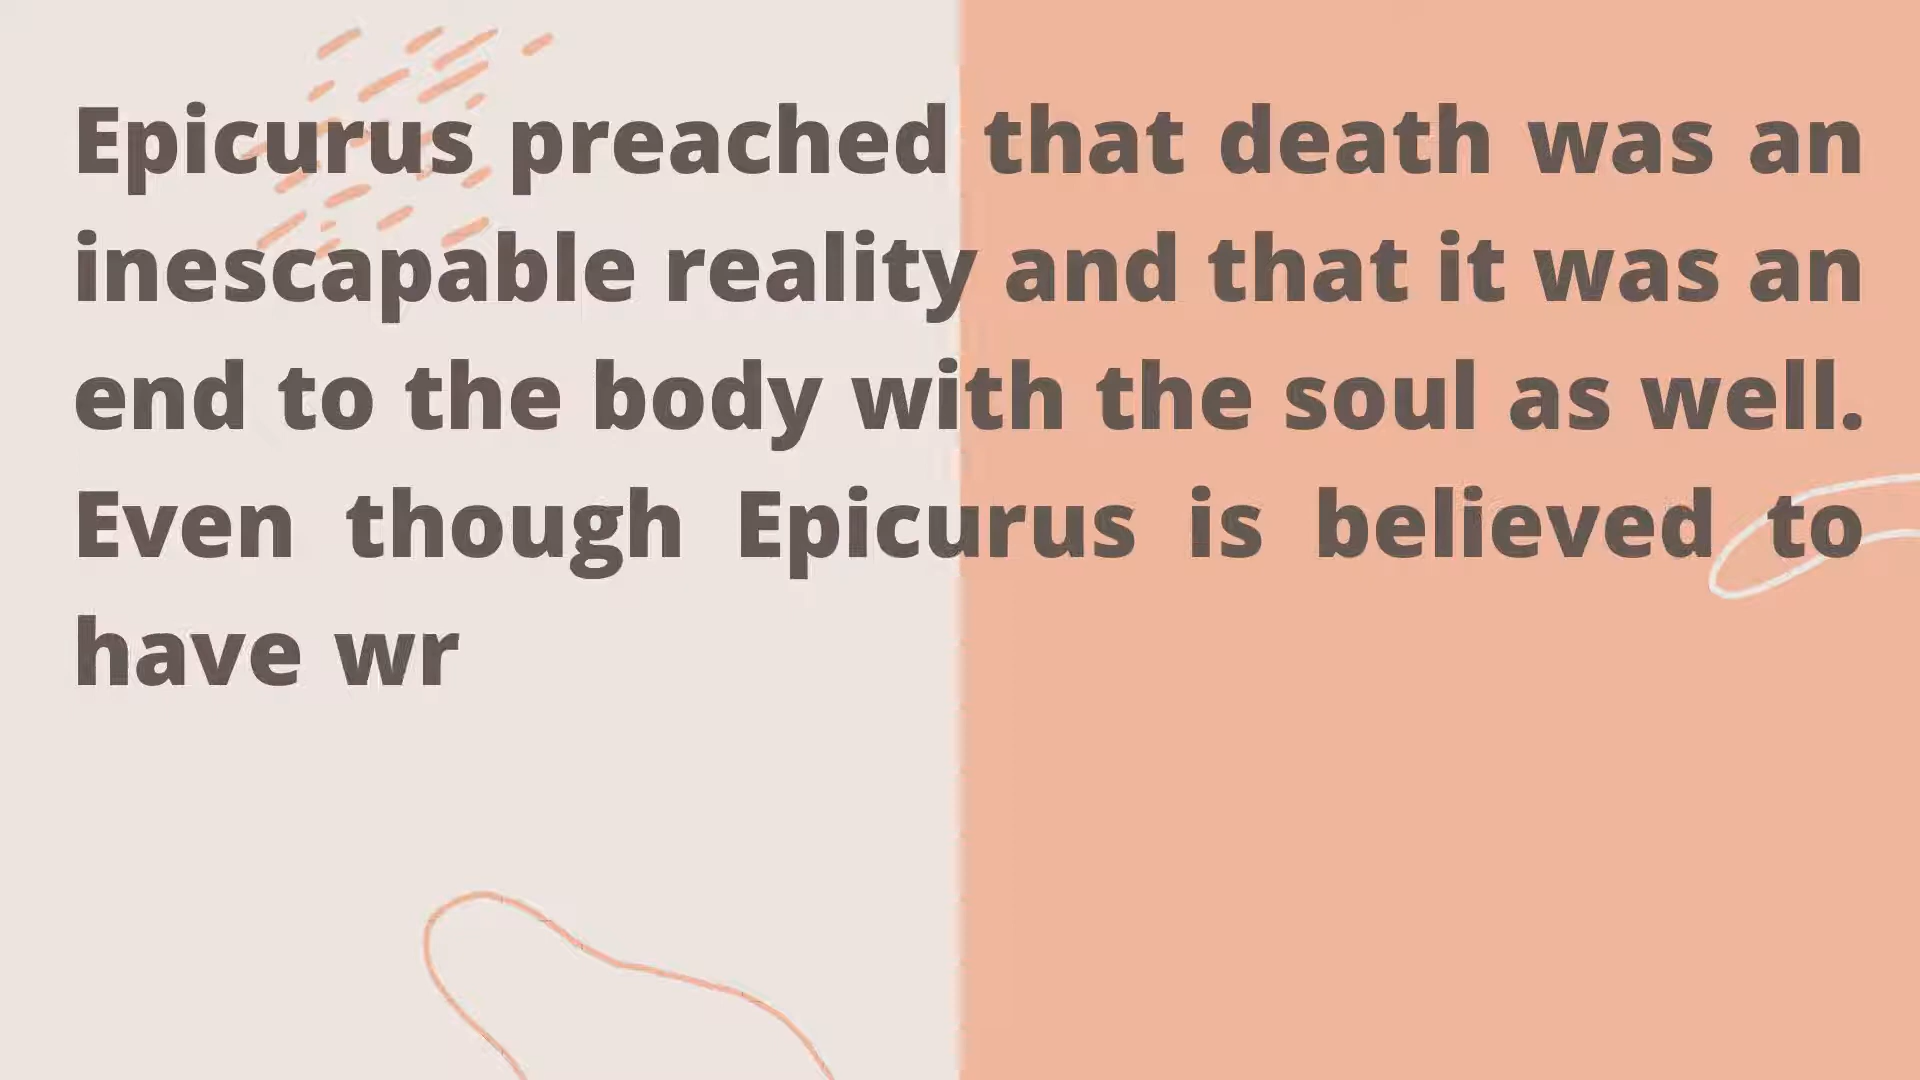 Epicurus preached that death was an
inescapable reality and that it was an
end to the body with the soul as well.
Even though Epicurus is believed to
have wr